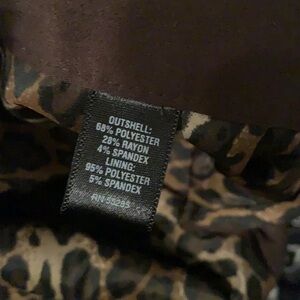 OUTSHELL:
68% POLYESTER
28% RAYON
4% SPANDEX
LINING:
95% POLYESTER
5% SPANDEX